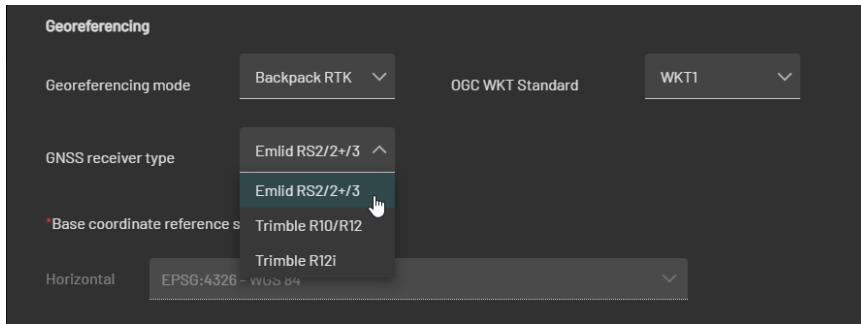 Georeferencing
Georeferencing mode
Backpack RTK
OGC WKT Standard
WKT1
GNSS receiver type
Emlid RS2/2+/3
Emlid RS2/2+/3
*Base coordinate reference s
Trimble R10/R12
Trimble R12i
Horizontal
EPSG:4326 - WGS 84